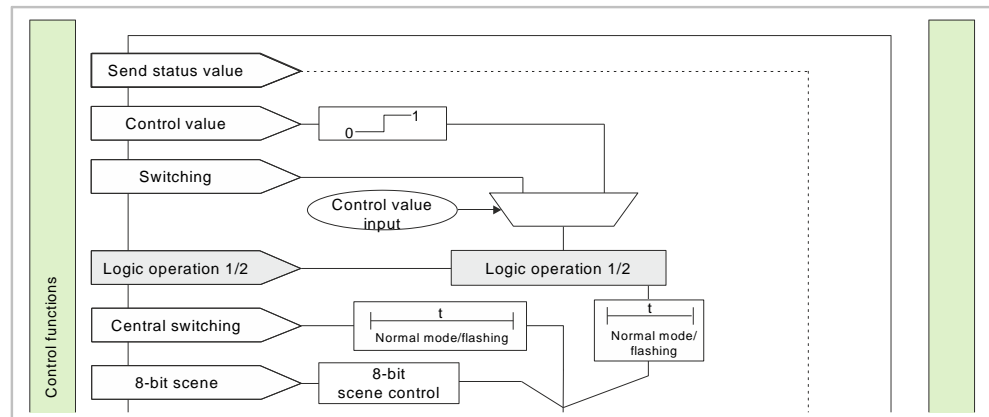 Send status value
Control value
0
1
Switching
Control value
input
Logic operation 1/2
Logic operation 1/2
Central switching
t
Normal mode/flashing
t
Normal mode/
flashing
8-bit scene
8-bit
scene control
Control functions